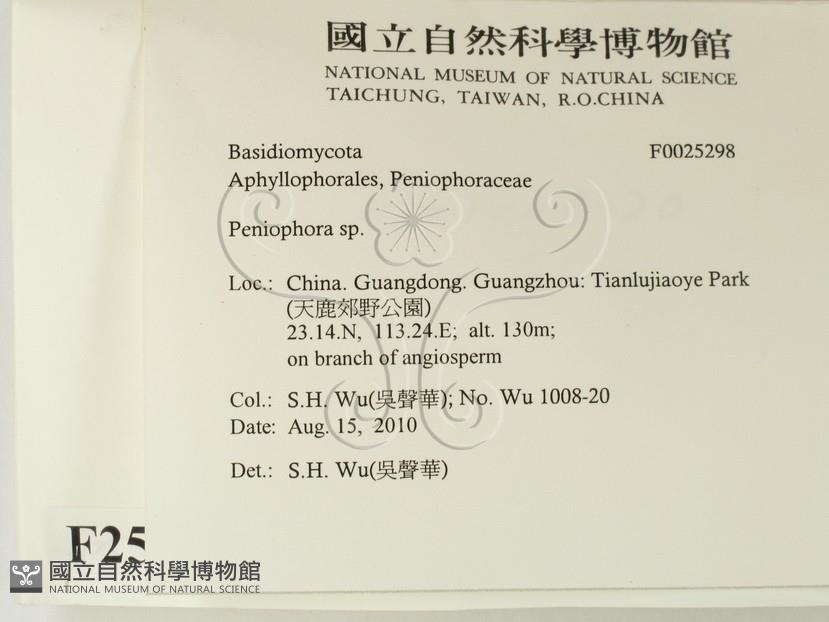 國立自然科學博物館
NATIONAL MUSEUM OF NATURAL SCIENCE
TAICHUNG, TAIWAN, R.O.CHINA
Basidiomycota F0025298
Aphyllophorales, Peniophoraceae
Peniophora sp.
Loc.: China. Guangdong. Guangzhou: Tianlujiaoye Park
(天鹿郊野公園)
23.14.N, 113.24.E; alt. 130m;
on branch of angiosperm
Col.: S.H. Wu(吳聲華); No. Wu 1008-20
Date: Aug. 15, 2010
Det.: S.H. Wu(吳聲華)
F25
國立自然科學博物館
NATIONAL MUSEUM OF NATURAL SCIENCE